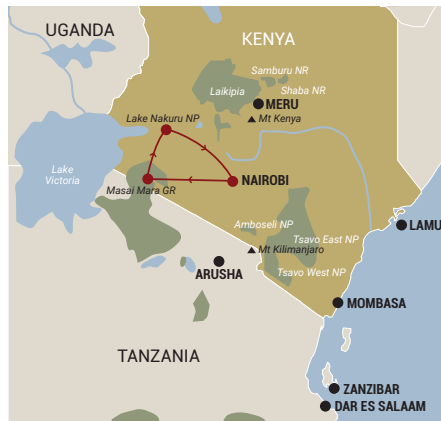 UGANDA
KENYA
Samburu NR
Laikipia
Shaba NR
MERU
Lake Nakuru NP
Mt Kenya
Lake
Victoria
Masai Mara GR
NAIROBI
Amboseli NP
LAMU
Tsavo East NP
Mt Kilimanjaro
ARUSHA
Tsavo West NP
MOMBASA
TANZANIA
ZANZIBAR
DAR ES SALAAM